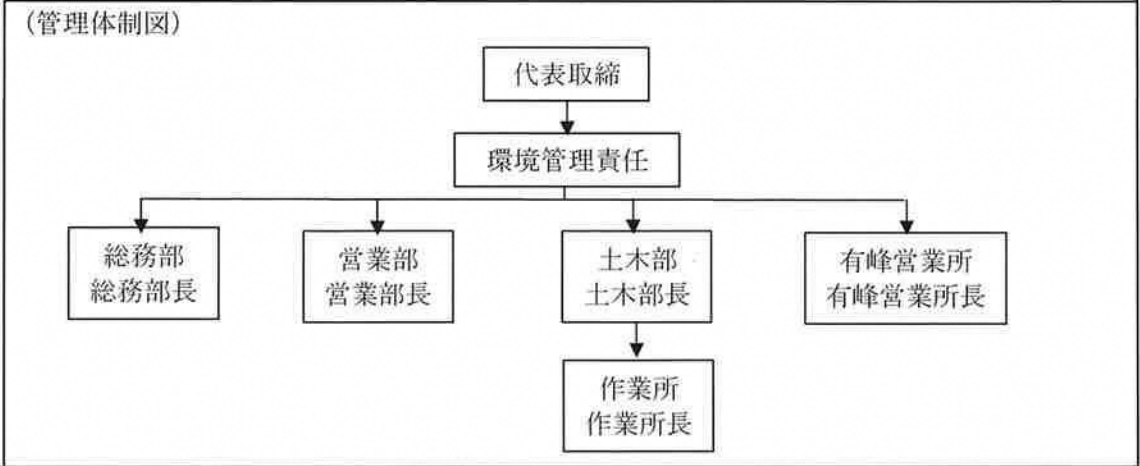 （管理体制図）
代表取締
環境管理責任
総務部
総務部長
営業部
営業部長
土木部
土木部長
有峰営業所
有峰営業所長
作業所
作業所長